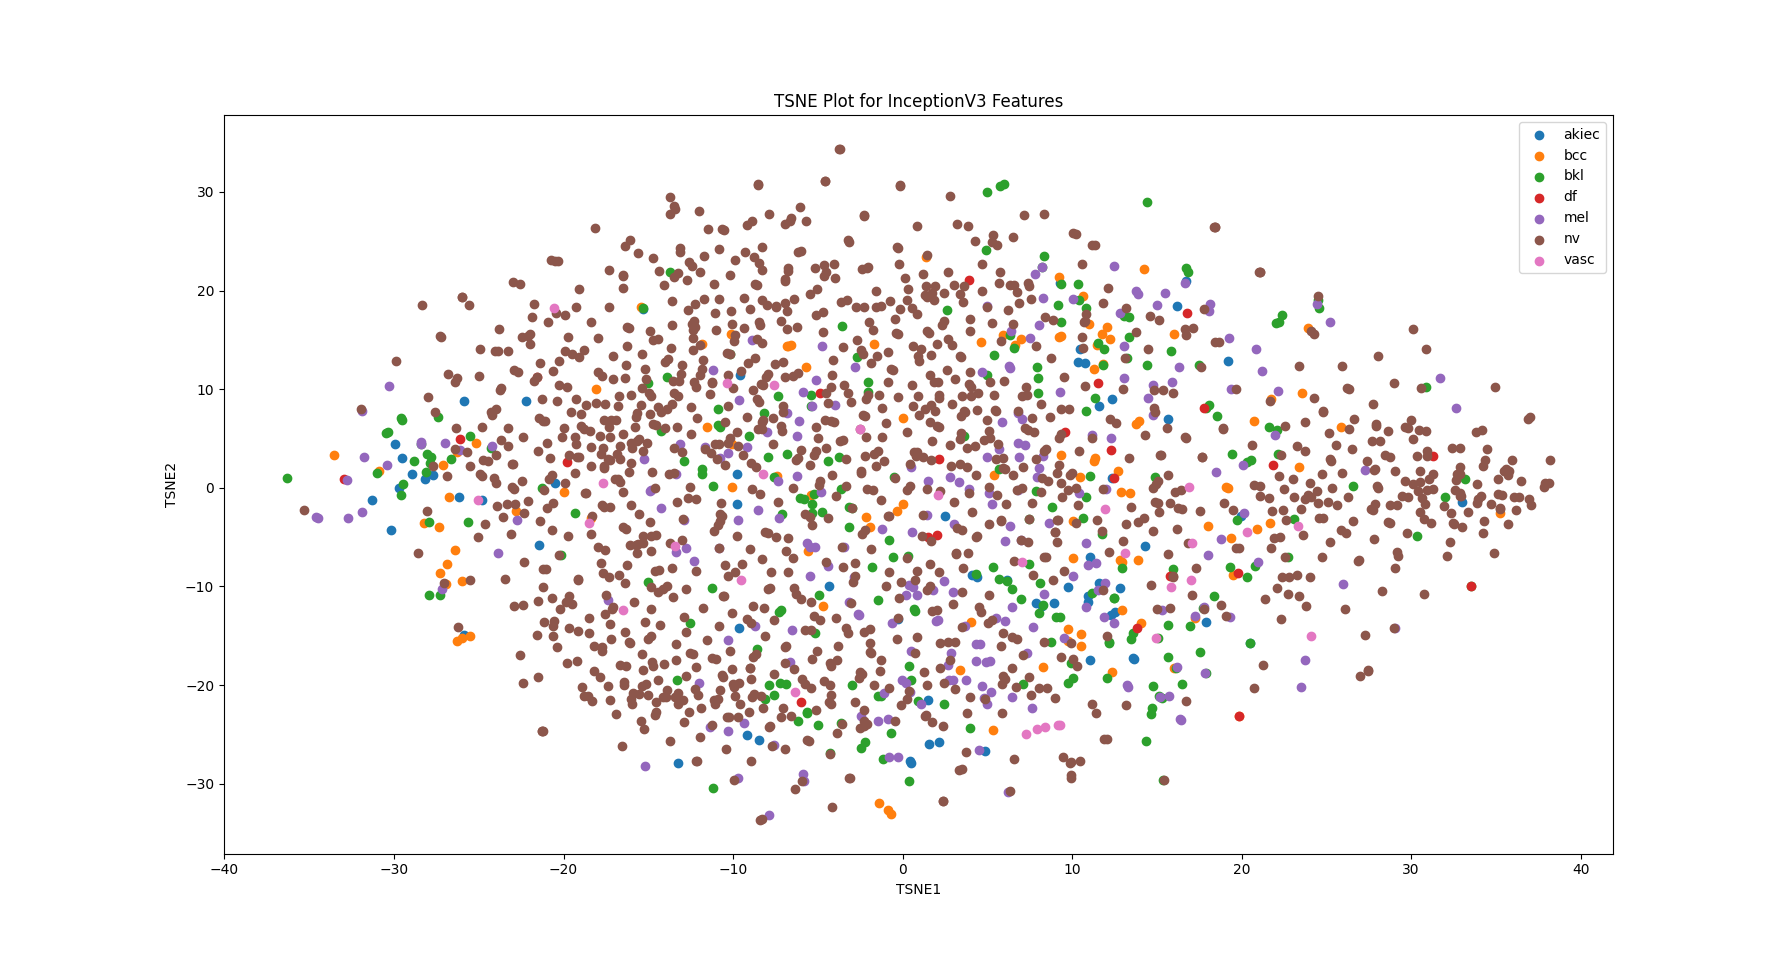 TSNE Plot for InceptionV3 Features
akiec
bcc
bkl
df
mel
nv
vasc
30
20
10
0
−10
−20
−30
TSNE2
−40
−30
−20
−10
0
10
20
30
40
TSNE1